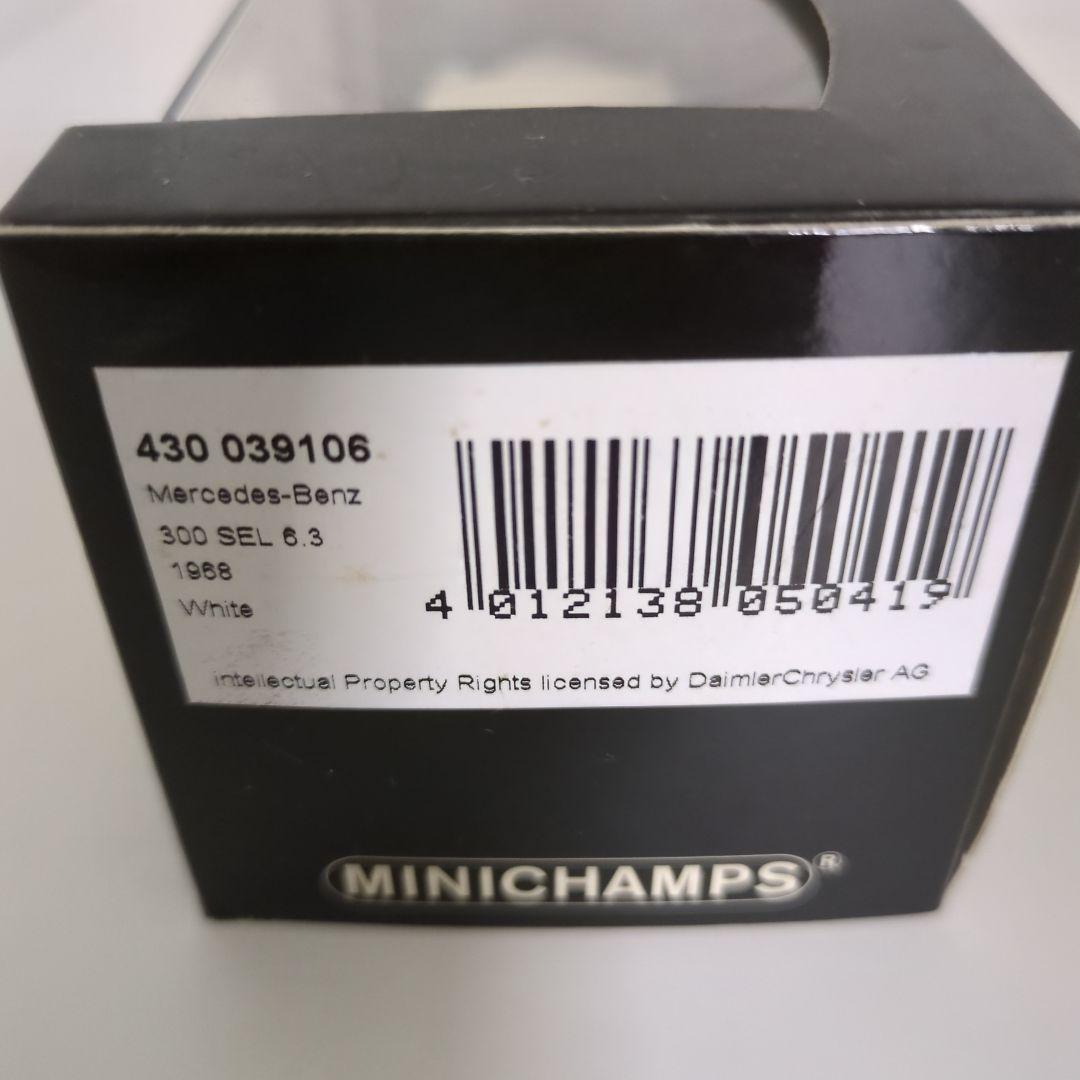 430 039106
Mercedes-Benz
300 SEL 6.3
1968
White
4 012138 050419
Intellectual Property Rights licensed by DaimlerChrysler AG
MINICHAMPS®